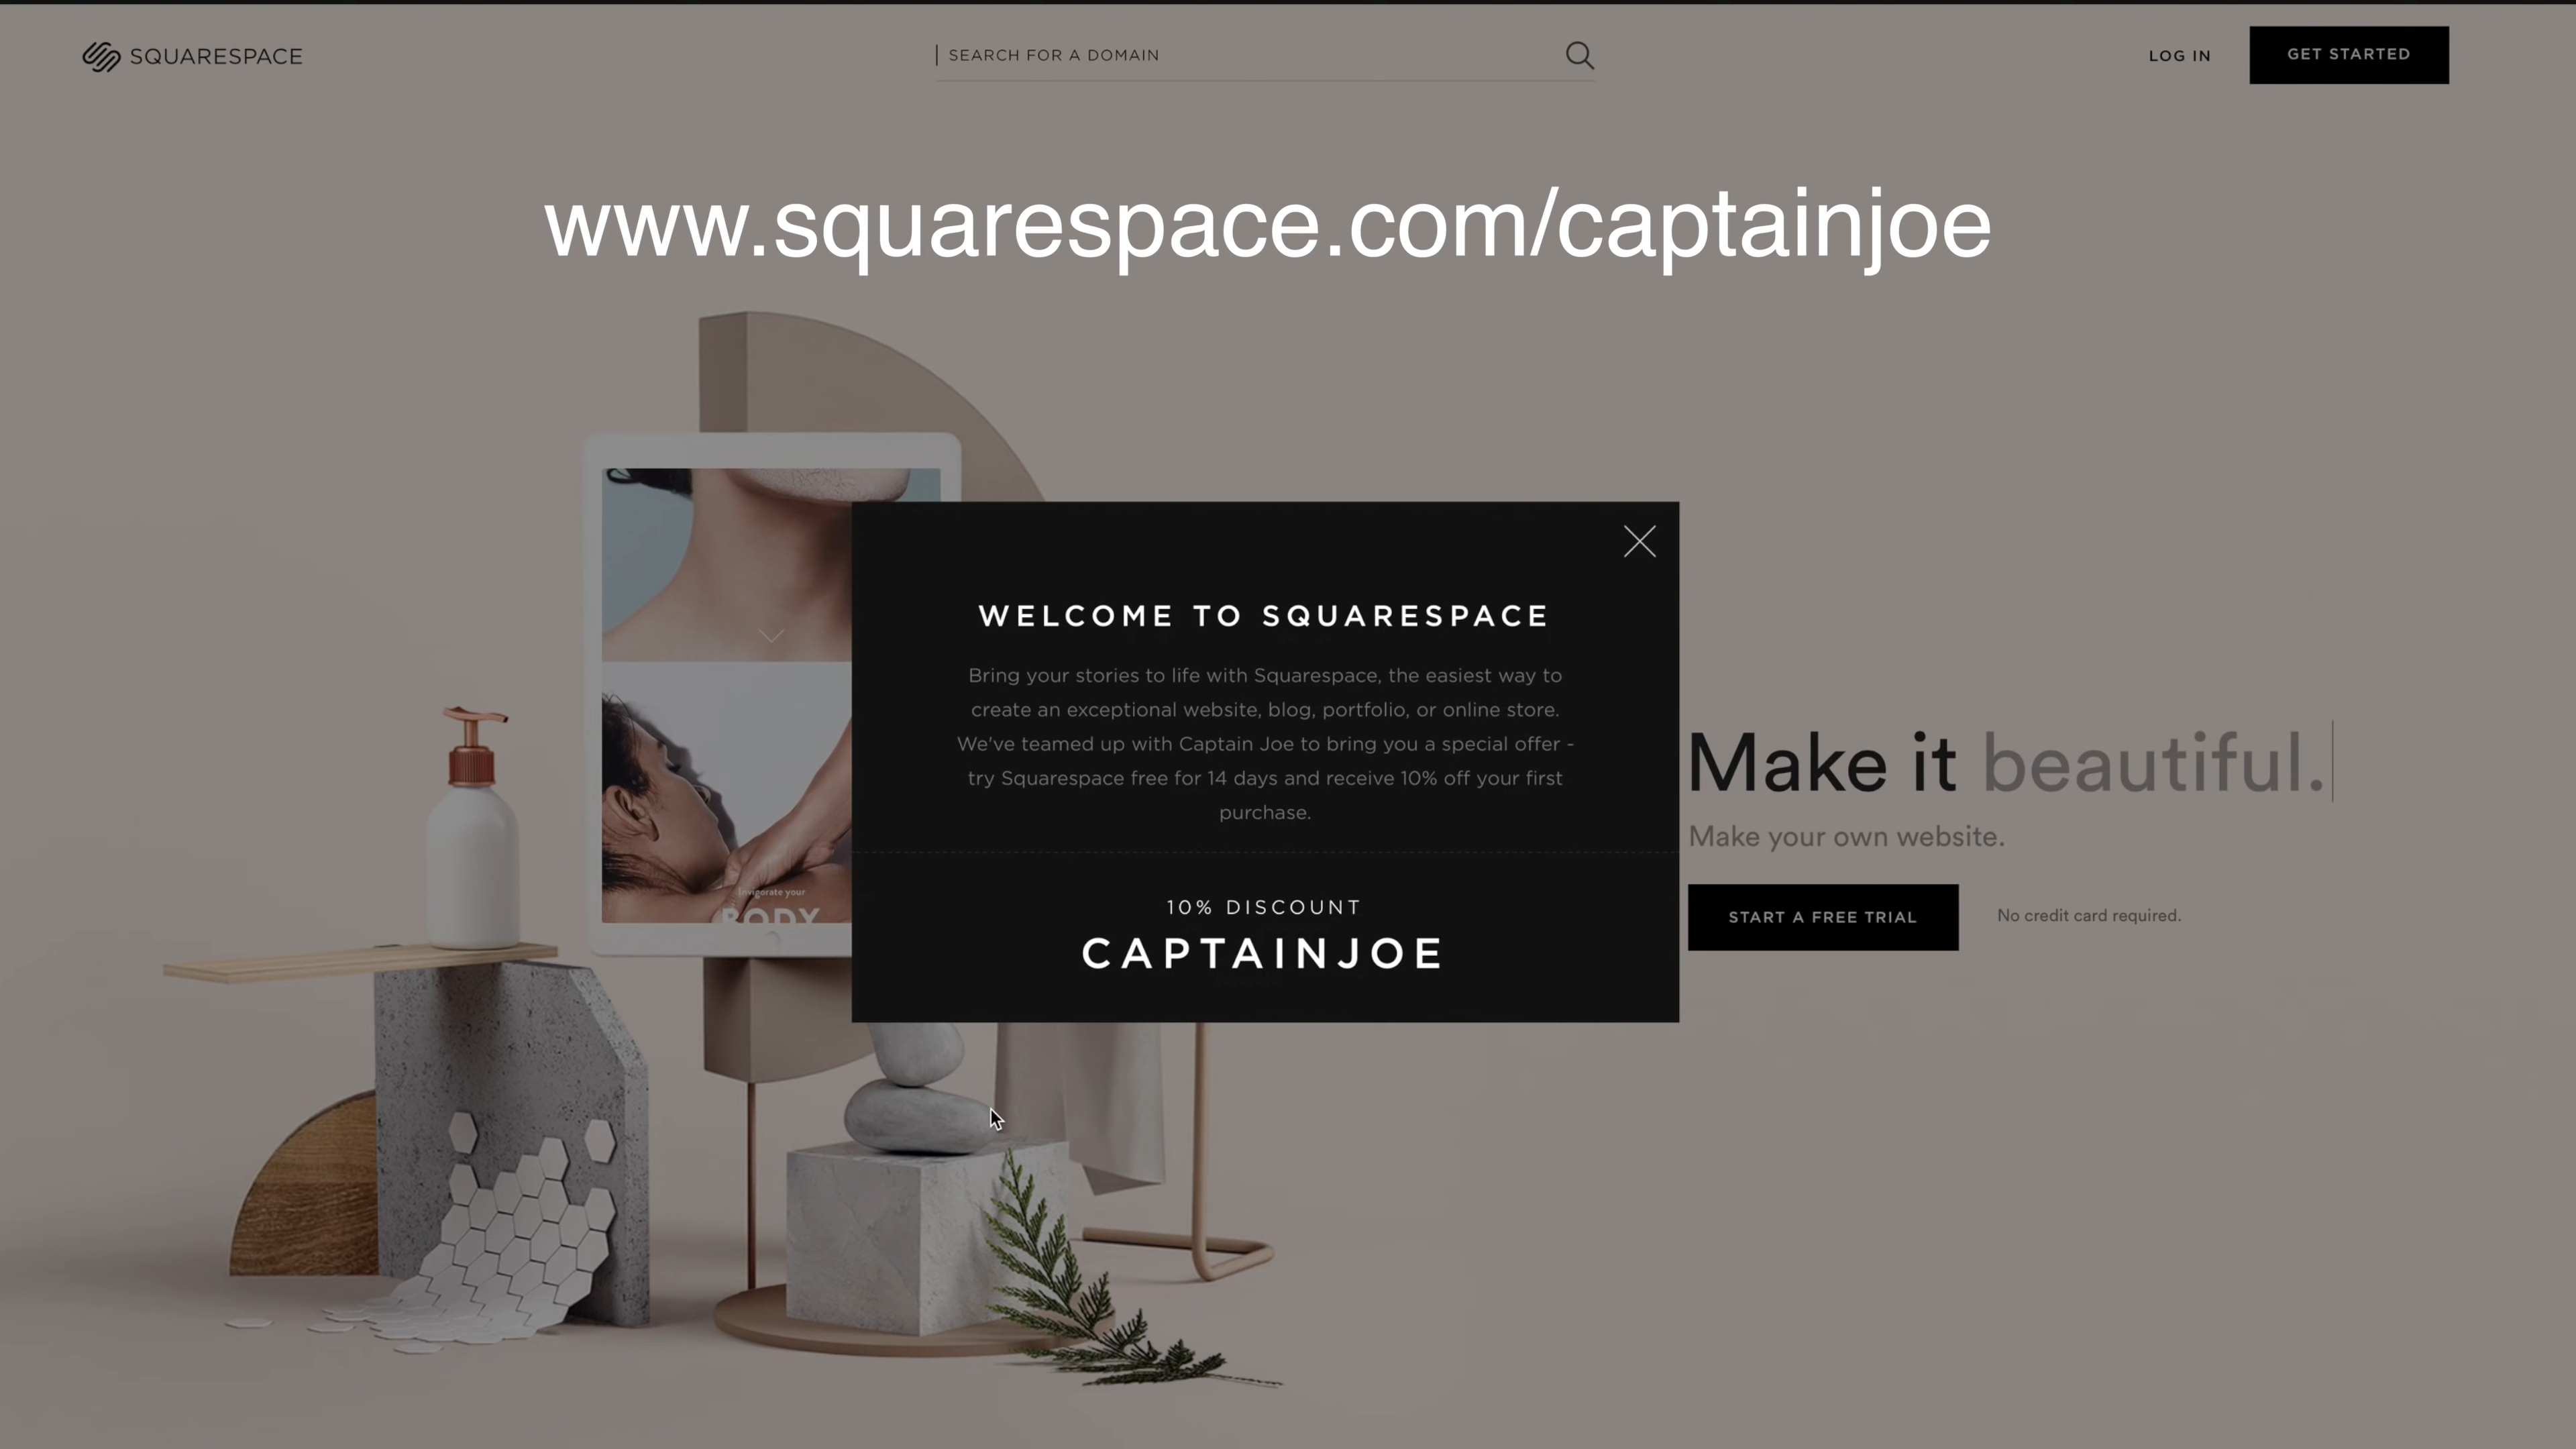 SQUARESPACE
SEARCH FOR A DOMAIN
LOG IN
GET STARTED
www.squarespace.com/captainjoe
WELCOME TO SQUARESPACE
Bring your stories to life with Squarespace, the easiest way to
create an exceptional website, blog, portfolio, or online store.
We've teamed up with Captain Joe to bring you a special offer -
try Squarespace free for 14 days and receive 10% off your first
purchase.
10% DISCOUNT
CAPTAINJOE
Invigorate your
BODY
Make it beautiful.
Make your own website.
START A FREE TRIAL
No credit card required.